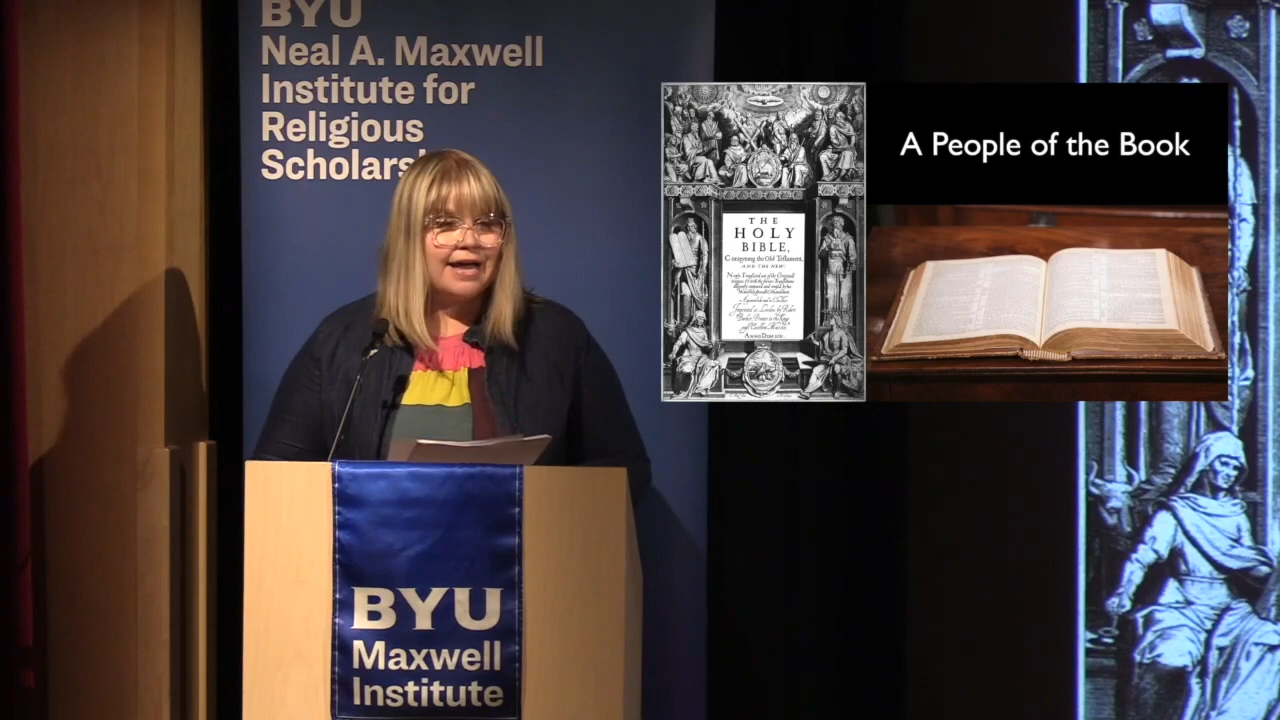 BYU
Neal A. Maxwell
Institute for
Religious
Scholars
A People of the Book
THE
HOLY
BIBLE,
Conteyning the Old Testament,
AND THE NEW:
BYU
Maxwell
Institute